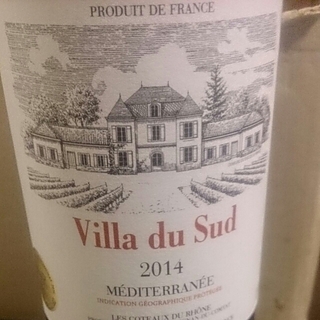 PRODUIT DE FRANCE
Villa du Sud
2014
MÉDITERRANÉE
INDICATION GÉOGRAPHIQUE PROTÉGÉE
LES COTEAUX DU RHÔNE